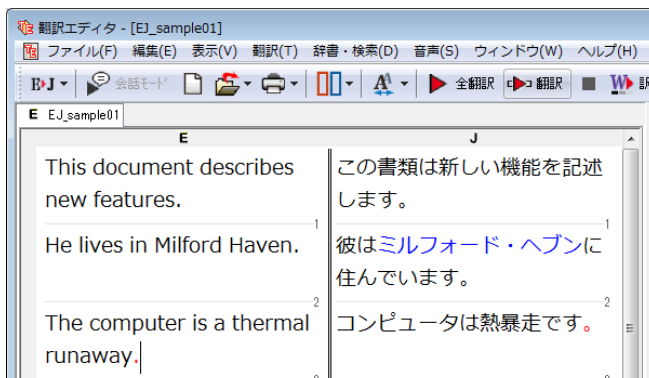 翻訳エディタ - [EJ_sample01]
ファイル(F) 編集(E) 表示(V) 翻訳(T) 辞書・検索(D) 音声(S) ウィンドウ(W) ヘルプ(H)
E›J 会話ﾓｰﾄﾞ 全翻訳 翻訳 W 訳
E EJ_sample01
E J
This document describes
new features.
1
この書類は新しい機能を記述
します。
1
He lives in Milford Haven.
2
彼はミルフォード・ヘブンに
住んでいます。
2
The computer is a thermal
runaway.
コンピュータは熱暴走です。